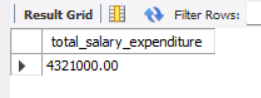 Result Grid Filter Rows:
total_salary_expenditure
4321000.00